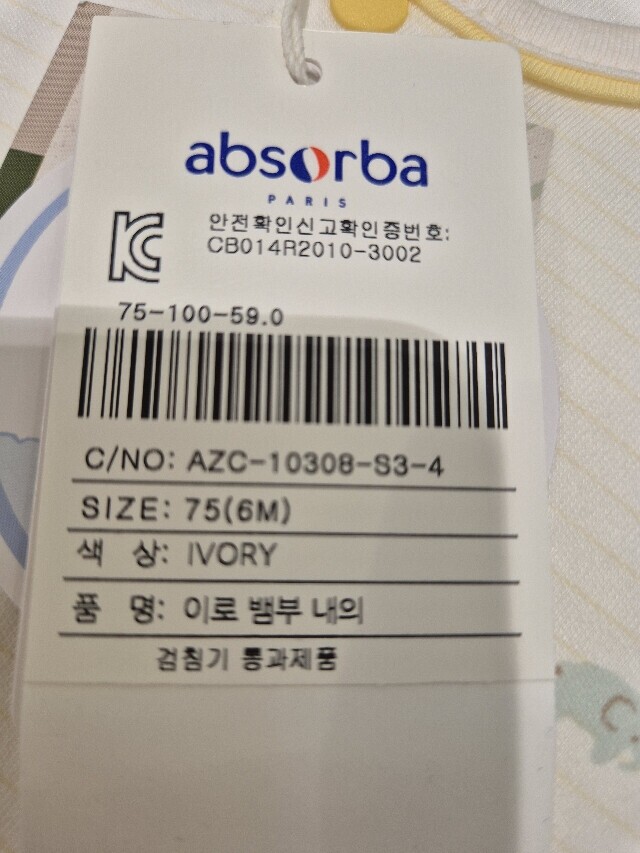 absorba
PARIS
안전확인신고확인증번호:
CB014R2010-3002
75-100-59.0
C/NO: AZC-10308-S3-4
SIZE: 75(6M)
색 상: IVORY
품 명: 이로 뱀부 내의
검침기 통과제품